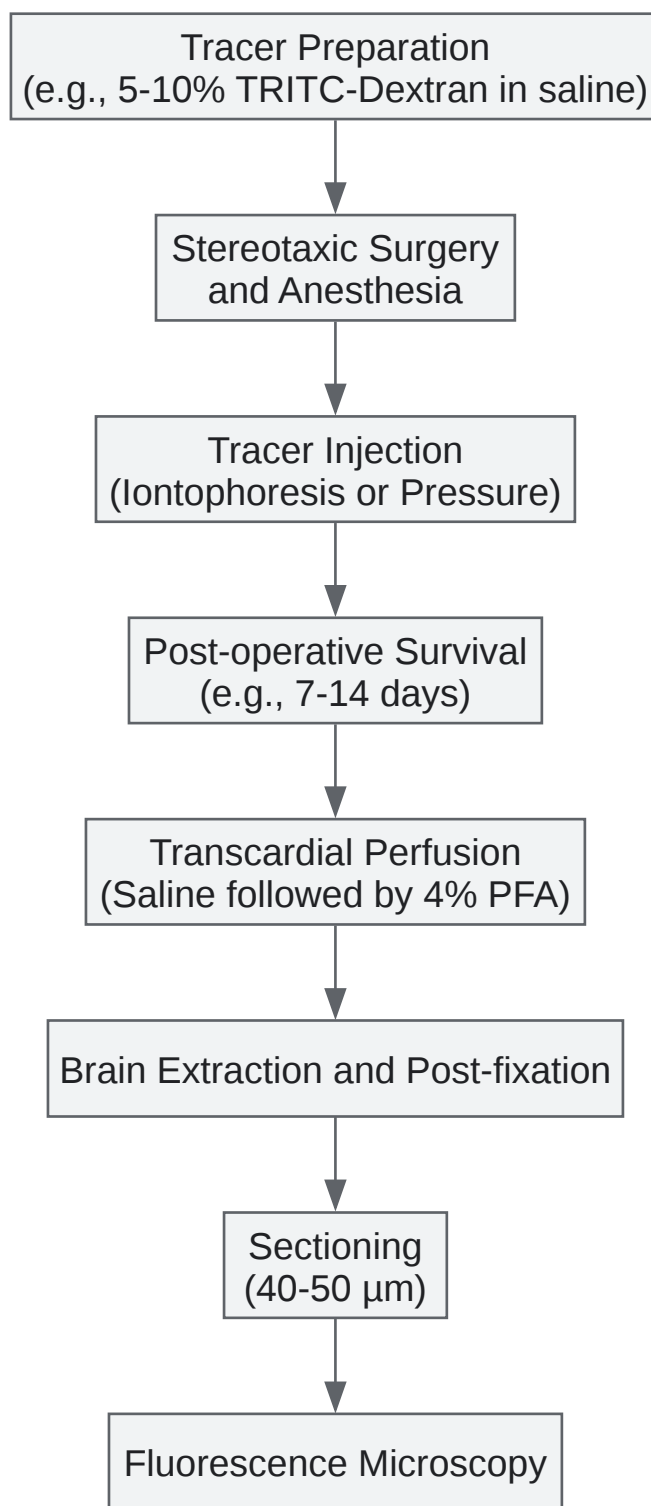 Tracer Preparation
(e.g., 5-10% TRITC-Dextran in saline)
Stereotaxic Surgery
and Anesthesia
Tracer Injection
(Iontophoresis or Pressure)
Post-operative Survival
(e.g., 7-14 days)
Transcardial Perfusion
(Saline followed by 4% PFA)
Brain Extraction and Post-fixation
Sectioning
(40-50 µm)
Fluorescence Microscopy